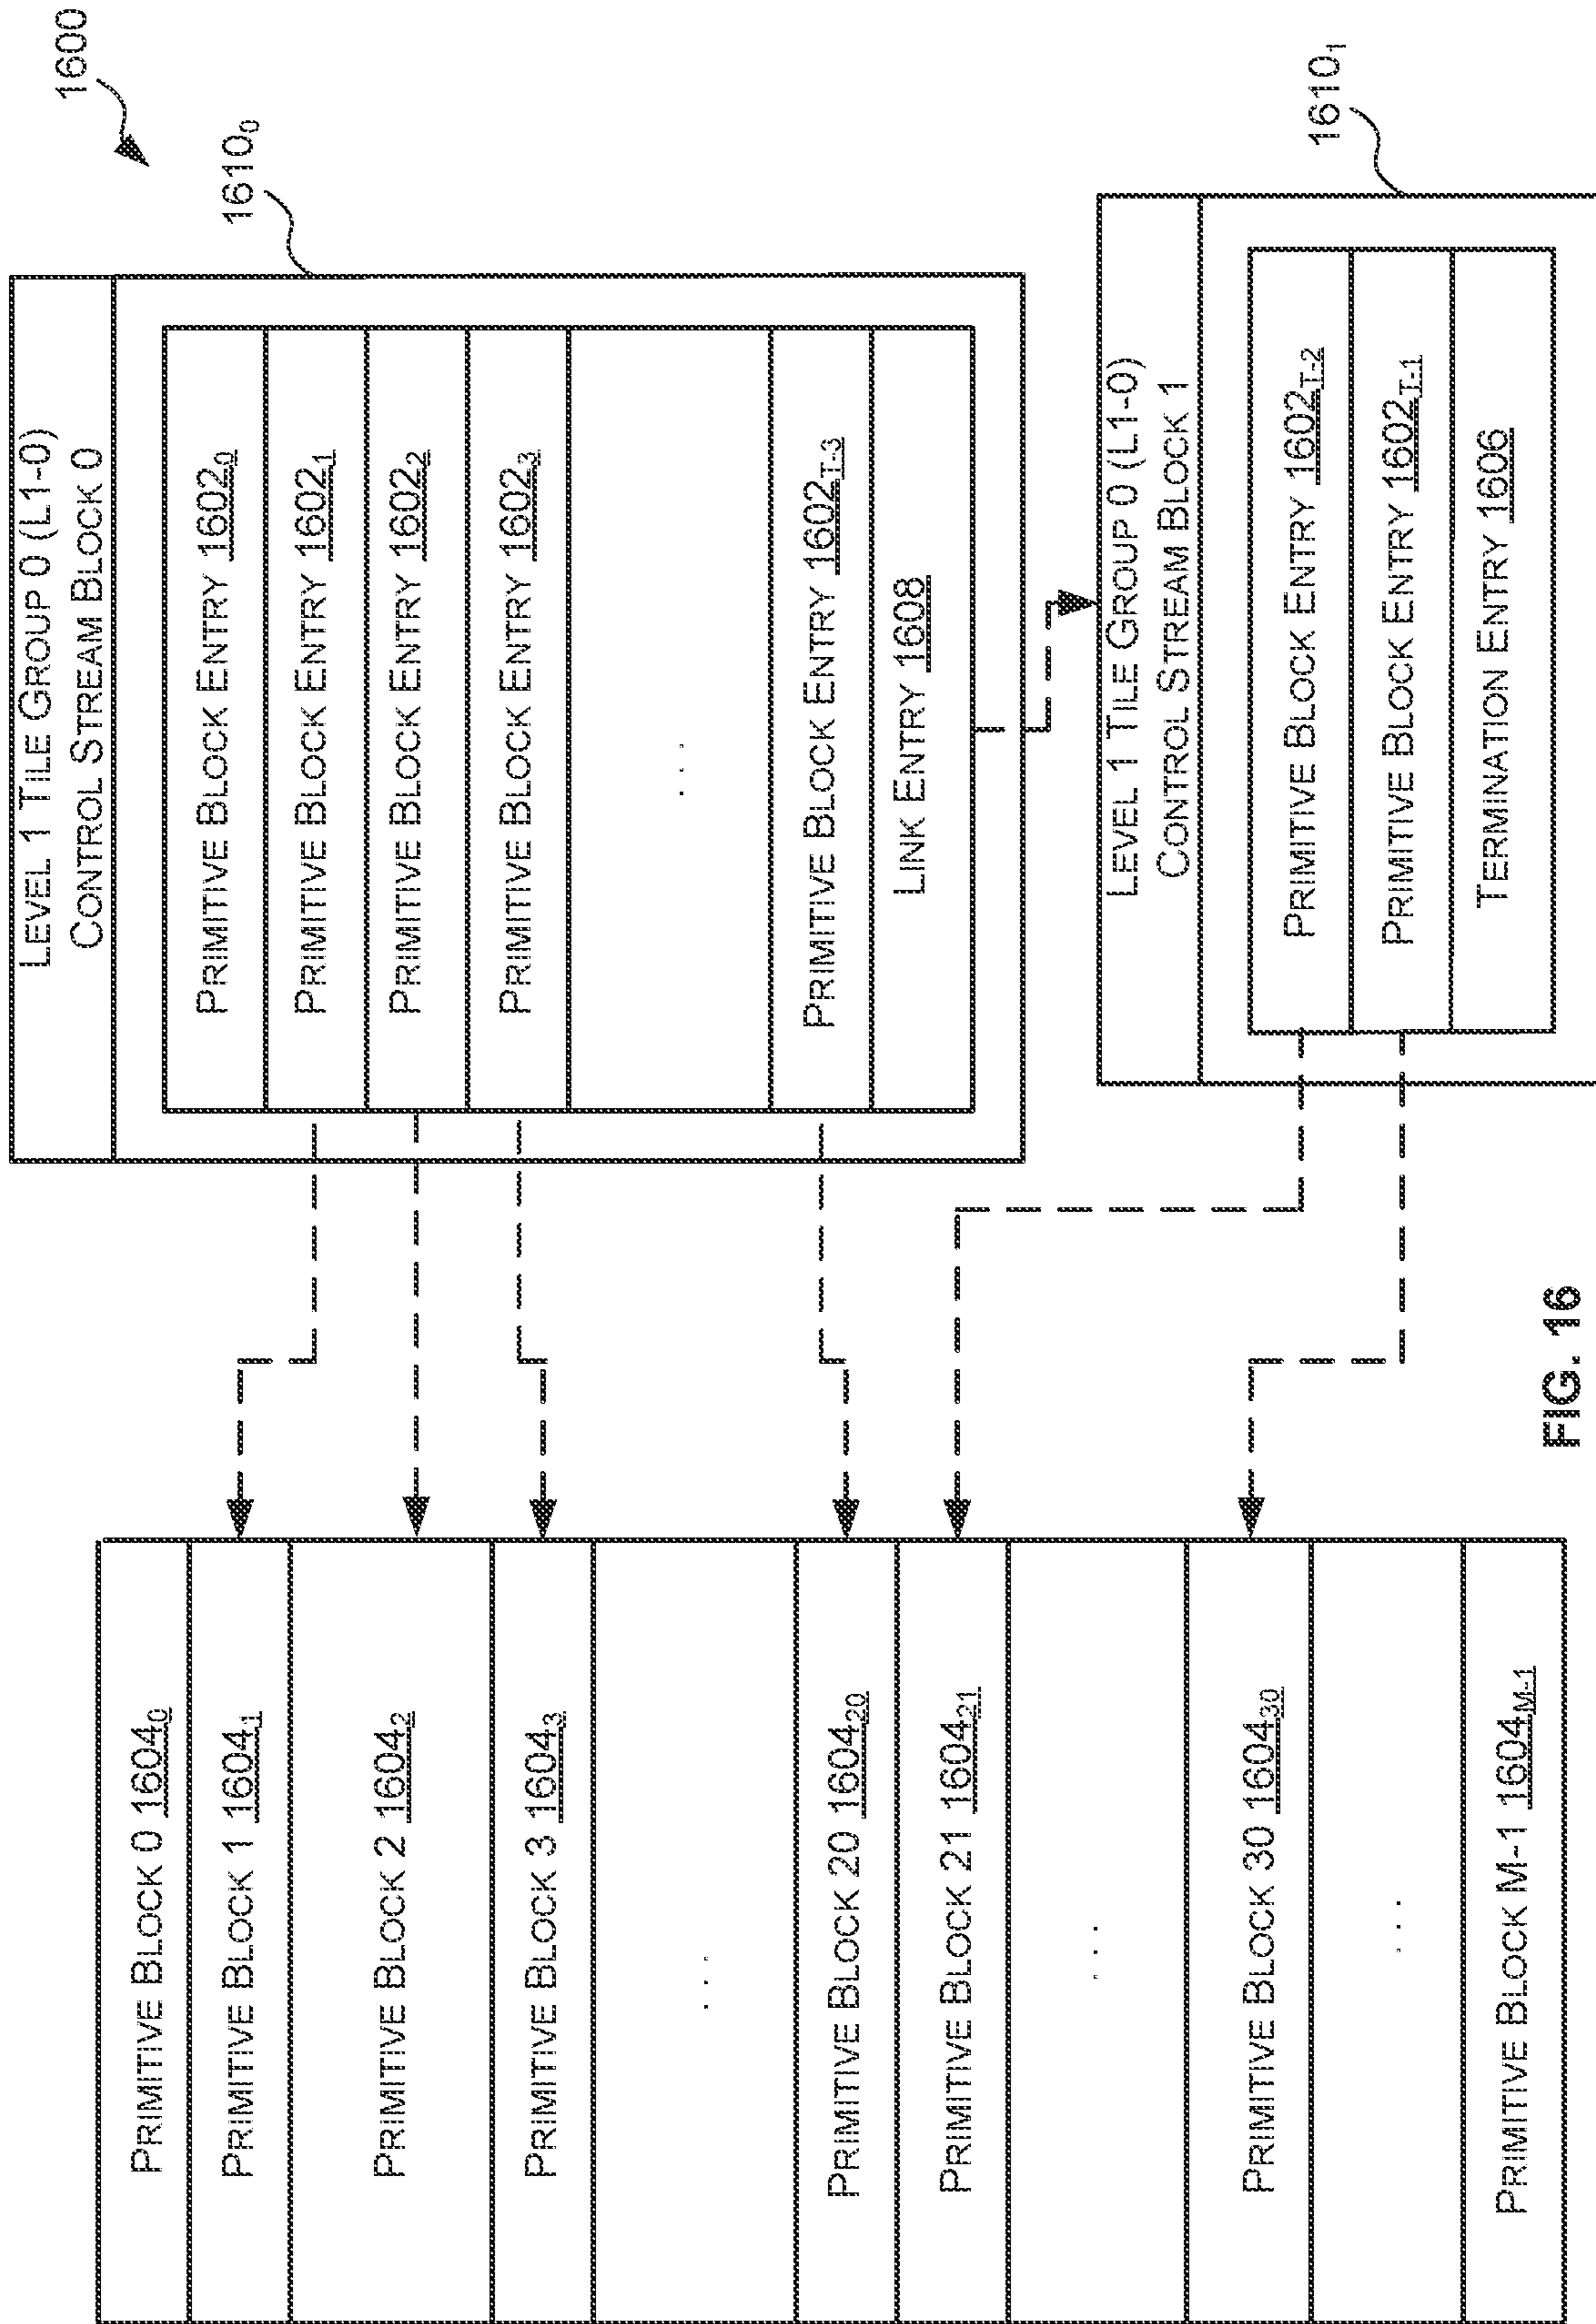 1600
1610₀
LEVEL 1 TILE GROUP 0 (L1-0)
CONTROL STREAM BLOCK 0
PRIMITIVE BLOCK ENTRY 1602₀
PRIMITIVE BLOCK ENTRY 1602₁
PRIMITIVE BLOCK ENTRY 1602₂
PRIMITIVE BLOCK ENTRY 1602₃
...
PRIMITIVE BLOCK ENTRY 1602T-3
LINK ENTRY 1608
1610₁
LEVEL 1 TILE GROUP 0 (L1-0)
CONTROL STREAM BLOCK 1
PRIMITIVE BLOCK ENTRY 1602T-2
PRIMITIVE BLOCK ENTRY 1602T-1
TERMINATION ENTRY 1606
PRIMITIVE BLOCK 0 1604₀
PRIMITIVE BLOCK 1 1604₁
PRIMITIVE BLOCK 2 1604₂
PRIMITIVE BLOCK 3 1604₃
...
PRIMITIVE BLOCK 20 1604₂₀
PRIMITIVE BLOCK 21 1604₂₁
...
PRIMITIVE BLOCK 30 1604₃₀
...
PRIMITIVE BLOCK M-1 1604M-1
FIG. 16